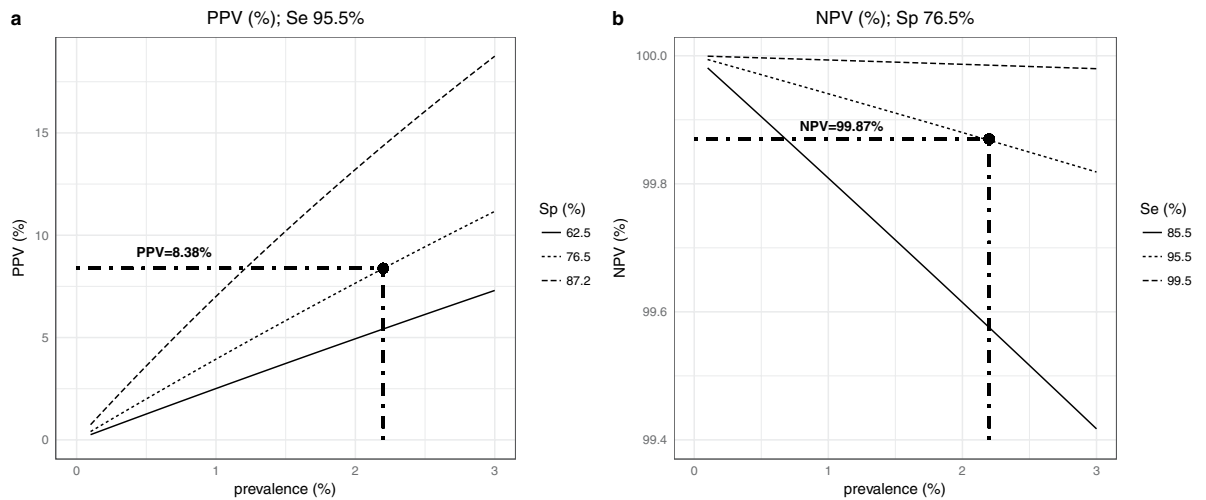 a
PPV (%); Se 95.5%
15
10
5
0
PPV (%)
PPV=8.38%
0 1 2 3
prevalence (%)
Sp (%)
62.5
76.5
87.2
b
NPV (%); Sp 76.5%
100.0
99.8
99.6
99.4
NPV (%)
NPV=99.87%
0 1 2 3
prevalence (%)
Se (%)
85.5
95.5
99.5